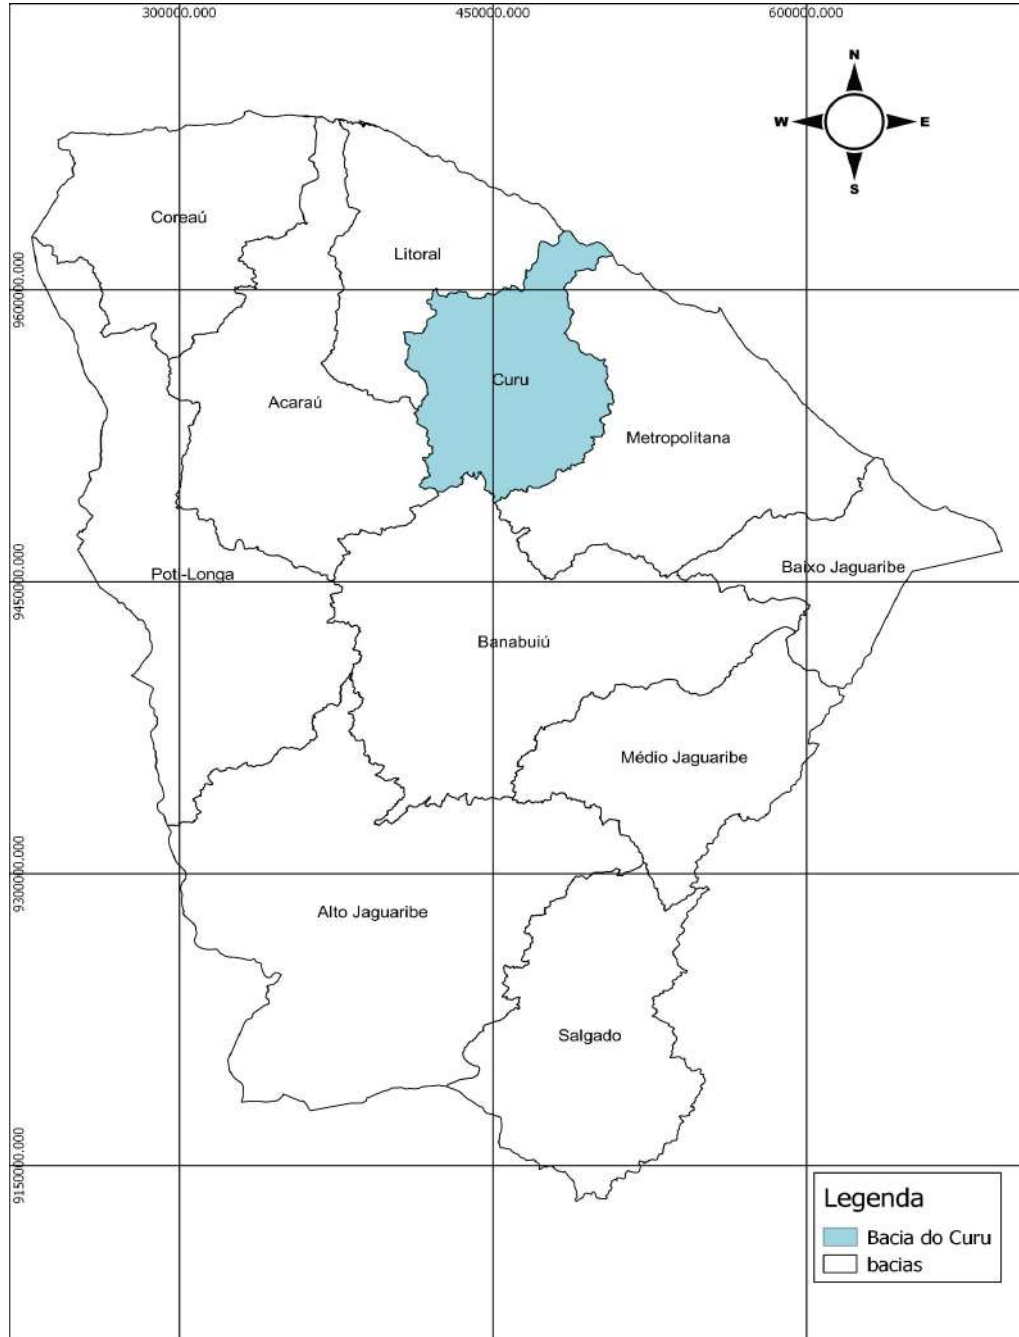 300000.000
450000.000
600000.000
N
W
E
S
Coreaú
Litoral
9600000.000
Curu
Acaraú
Metropolitana
Baixo Jaguaribe
Poti-Longa
9450000.000
Banabuiú
Médio Jaguaribe
9300000.000
Alto Jaguaribe
Salgado
9150000.000
Legenda
Bacia do Curu
bacias